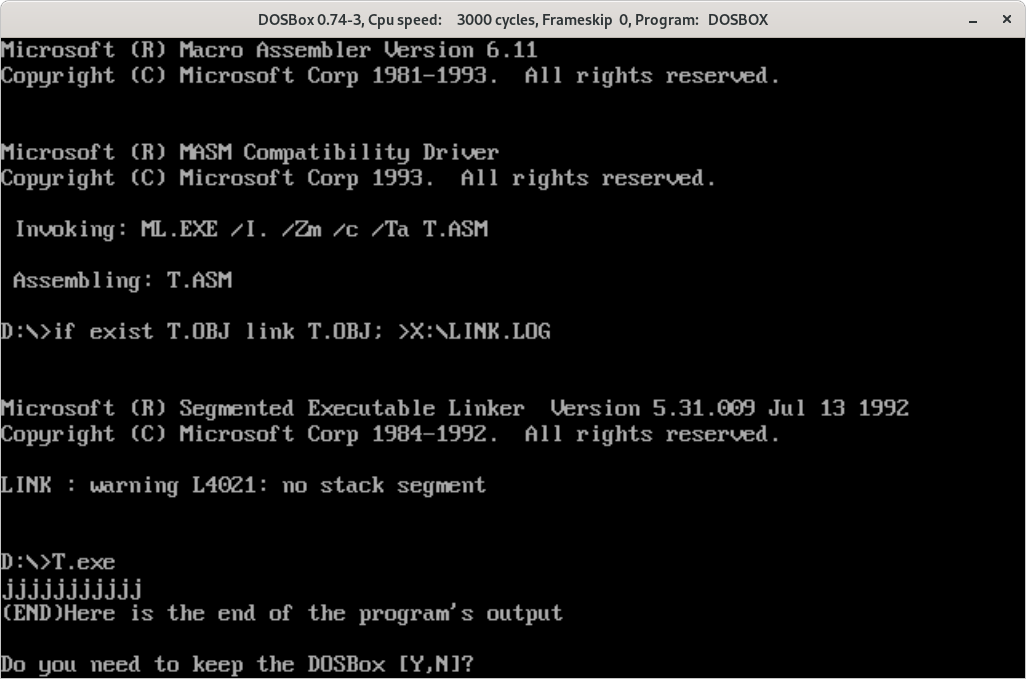 DOSBox 0.74-3, Cpu speed:    3000 cycles, Frameskip  0, Program:   DOSBOX
Microsoft (R) Macro Assembler Version 6.11
Copyright (C) Microsoft Corp 1981-1993.  All rights reserved.
Microsoft (R) MASM Compatibility Driver
Copyright (C) Microsoft Corp 1993.  All rights reserved.
Invoking: ML.EXE /I. /Zm /c /Ta T.ASM
Assembling: T.ASM
D:\>if exist T.OBJ link T.OBJ; >X:\LINK.LOG
Microsoft (R) Segmented Executable Linker  Version 5.31.009 Jul 13 1992
Copyright (C) Microsoft Corp 1984-1992.  All rights reserved.
LINK : warning L4021: no stack segment
D:\>T.exe
jjjjjjjjjjj
(END)Here is the end of the program's output
Do you need to keep the DOSBox [Y,N]?